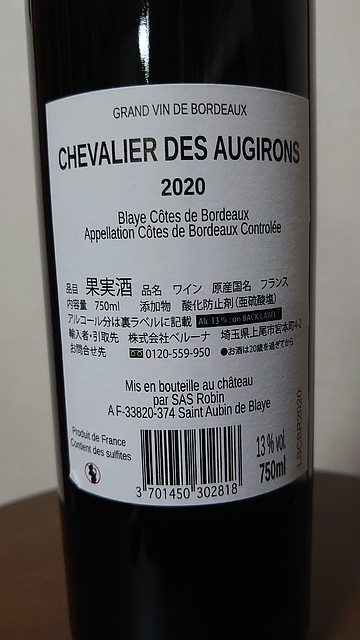 GRAND VIN DE BORDEAUX
CHEVALIER DES AUGIRONS
2020
Blaye Côtes de Bordeaux
Appellation Côtes de Bordeaux Controlée
品目 果実酒 品名 ワイン 原産国名 フランス
内容量 750ml 添加物 酸化防止剤(亜硫酸塩)
アルコール分は裏ラベルに記載 Alc 13% : on BACK LABEL
輸入者・引取先 株式会社ベルーナ 埼玉県上尾市宮本町4-2
お問合せ先 0120-559-950 ●お酒は20歳を過ぎてから
Mis en bouteille au château
par SAS Robin
A F-33820-374 Saint Aubin de Blaye
Produit de France
Contient des sulfites
3 701450 302818
13 % vol.
750ml
LBCBR2020